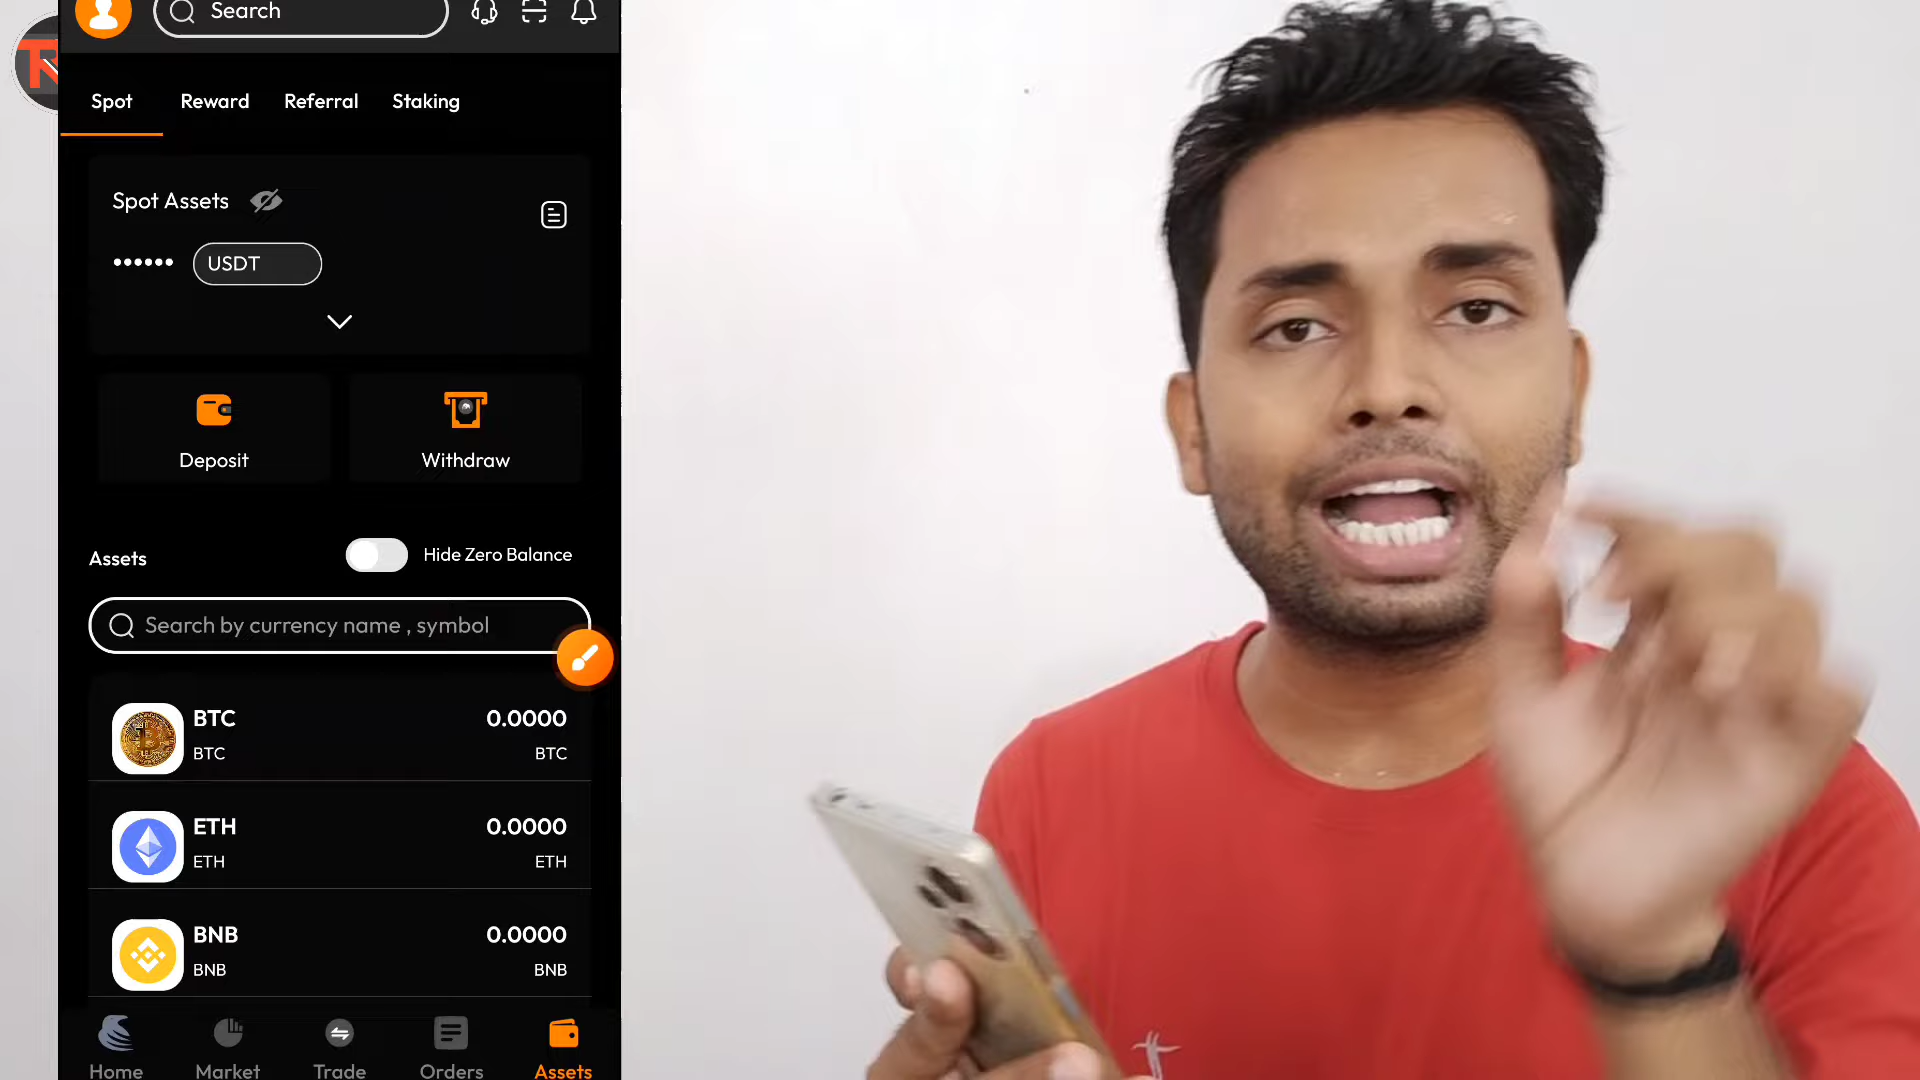 Search
Spot
Reward
Referral
Staking
Spot Assets
•••••• USDT
Deposit
Withdraw
Assets
Hide Zero Balance
Search by currency name , symbol
BTC
0.0000
BTC
BTC
ETH
0.0000
ETH
ETH
BNB
0.0000
BNB
BNB
Home
Market
Trade
Orders
Assets